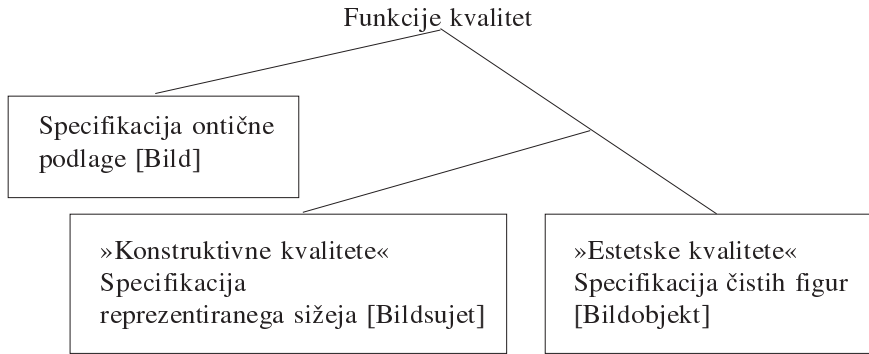 Funkcije kvalitet
Specifikacija ontične
podlage [Bild]
»Konstruktivne kvalitete«
Specifikacija
reprezentiranega sižeja [Bildsujet]
»Estetske kvalitete«
Specifikacija čistih figur
[Bildobjekt]